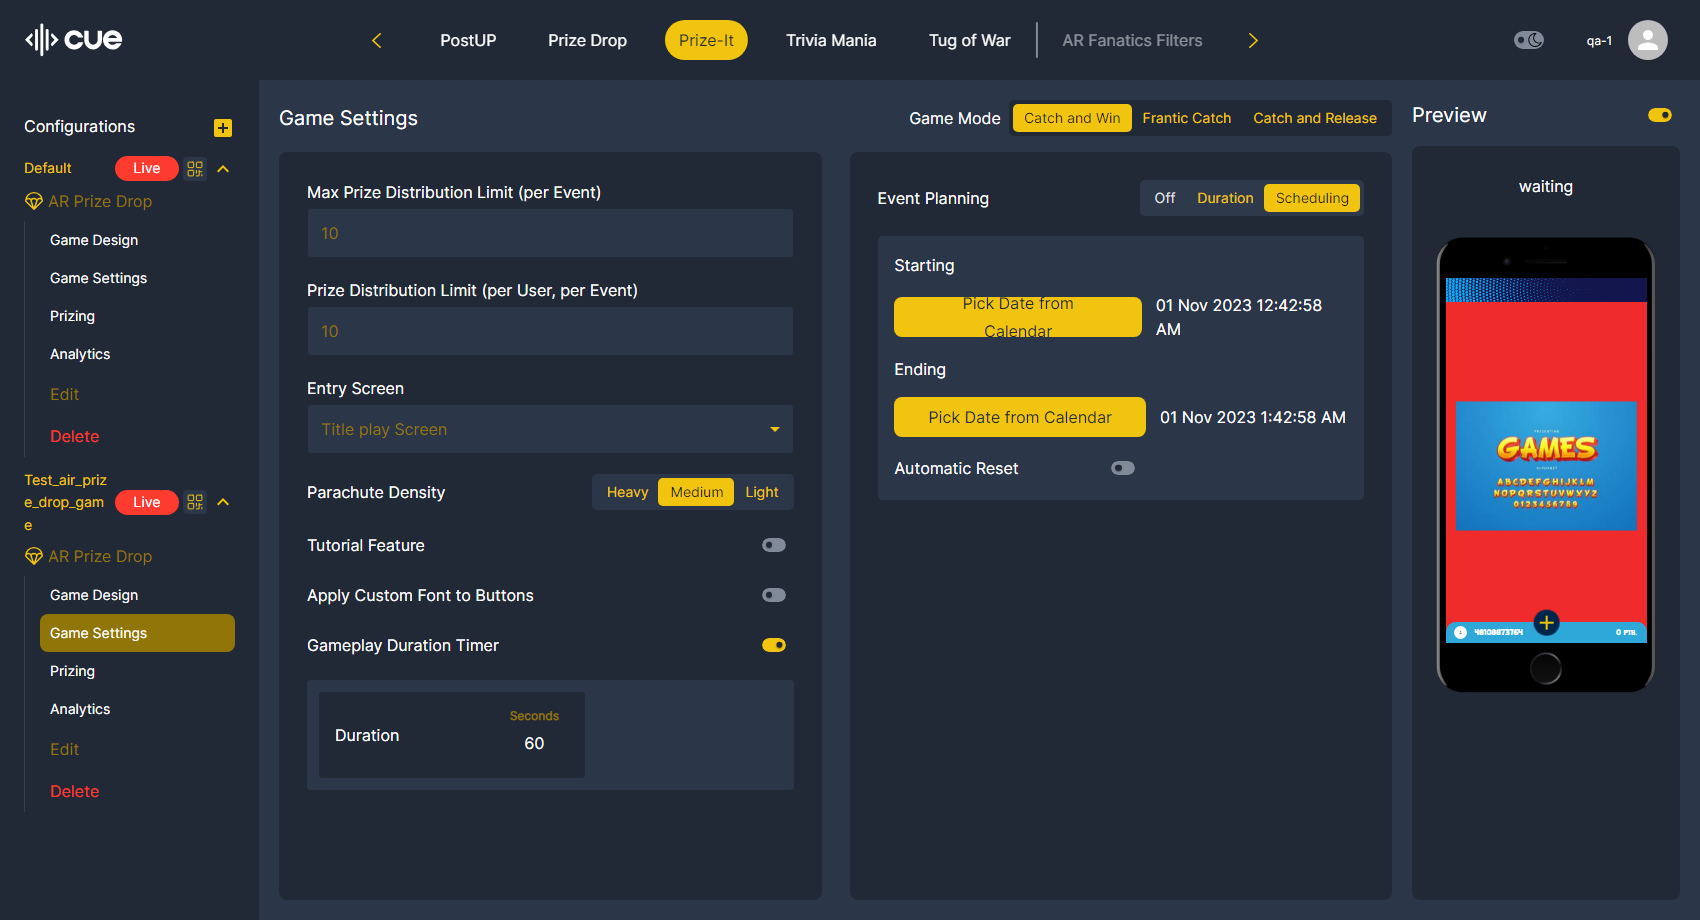 cue
PostUP
Prize Drop
Prize-It
Trivia Mania
Tug of War
AR Fanatics Filters
qa-1
Configurations
Default
Live
AR Prize Drop
Game Design
Game Settings
Prizing
Analytics
Edit
Delete
Test_air_priz
e_drop_gam
e
Live
AR Prize Drop
Game Design
Game Settings
Prizing
Analytics
Edit
Delete
Game Settings
Game Mode
Catch and Win
Frantic Catch
Catch and Release
Max Prize Distribution Limit (per Event)
10
Prize Distribution Limit (per User, per Event)
10
Entry Screen
Title play Screen
Parachute Density
Heavy
Medium
Light
Tutorial Feature
Apply Custom Font to Buttons
Gameplay Duration Timer
Duration
Seconds
60
Event Planning
Off
Duration
Scheduling
Starting
Pick Date from
Calendar
01 Nov 2023 12:42:58
AM
Ending
Pick Date from Calendar
01 Nov 2023 1:42:58 AM
Automatic Reset
Preview
waiting
PRESENTING
GAMES
ALPHABET
ABCDEFGHIJKLM
NOPQRSTUVWXYZ
0123456789
48108873764
0 PTS.